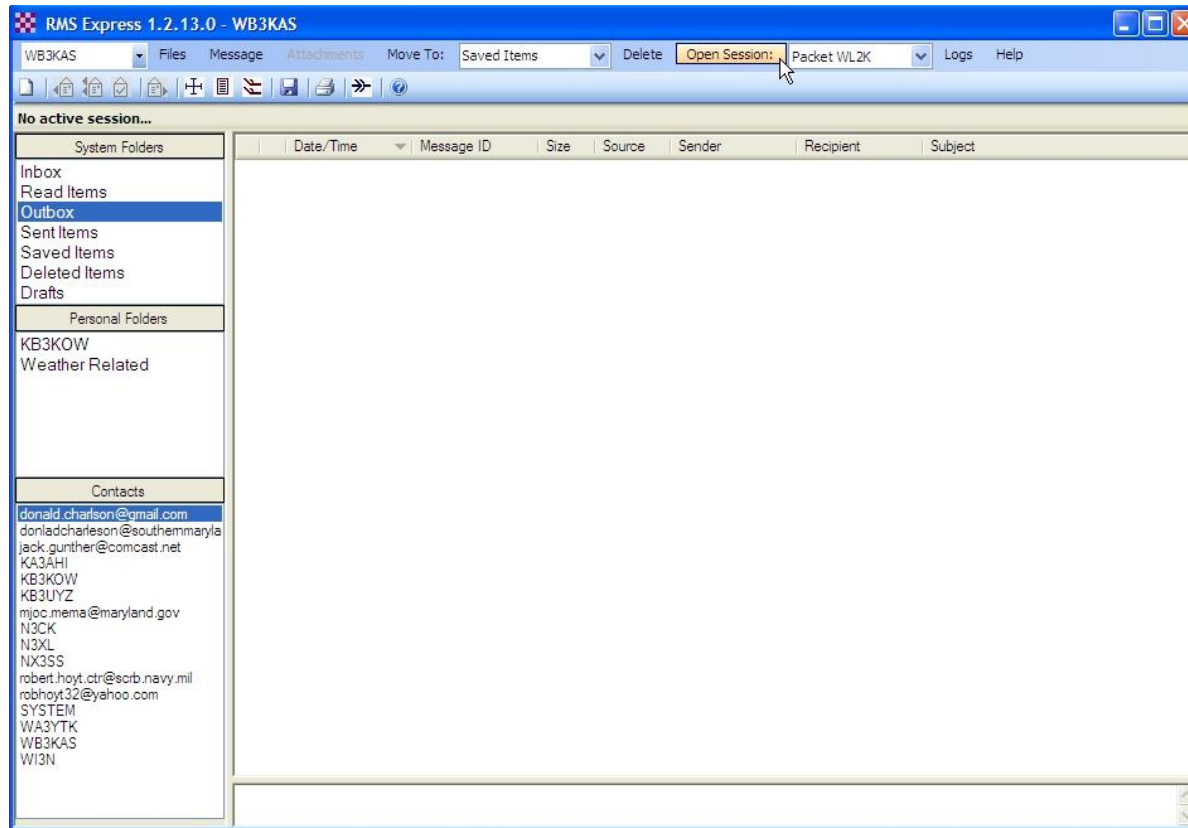 RMS Express 1.2.13.0 - WB3KAS
WB3KAS Files Message Attachments Move To: Saved Items Delete Open Session: Packet WL2K Logs Help
No active session...
System Folders
Inbox
Read Items
Outbox
Sent Items
Saved Items
Deleted Items
Drafts
Personal Folders
KB3KOW
Weather Related
Contacts
donald.charlson@gmail.com
donladcharleson@southernmaryla
jack.gunther@comcast.net
KA3AHI
KB3KOW
KB3UYZ
mjoc.mema@maryland.gov
N3CK
N3XL
NX3SS
robert.hoyt.ctr@scrb.navy.mil
robhoyt32@yahoo.com
SYSTEM
WA3YTK
WB3KAS
WI3N
Date/Time Message ID Size Source Sender Recipient Subject